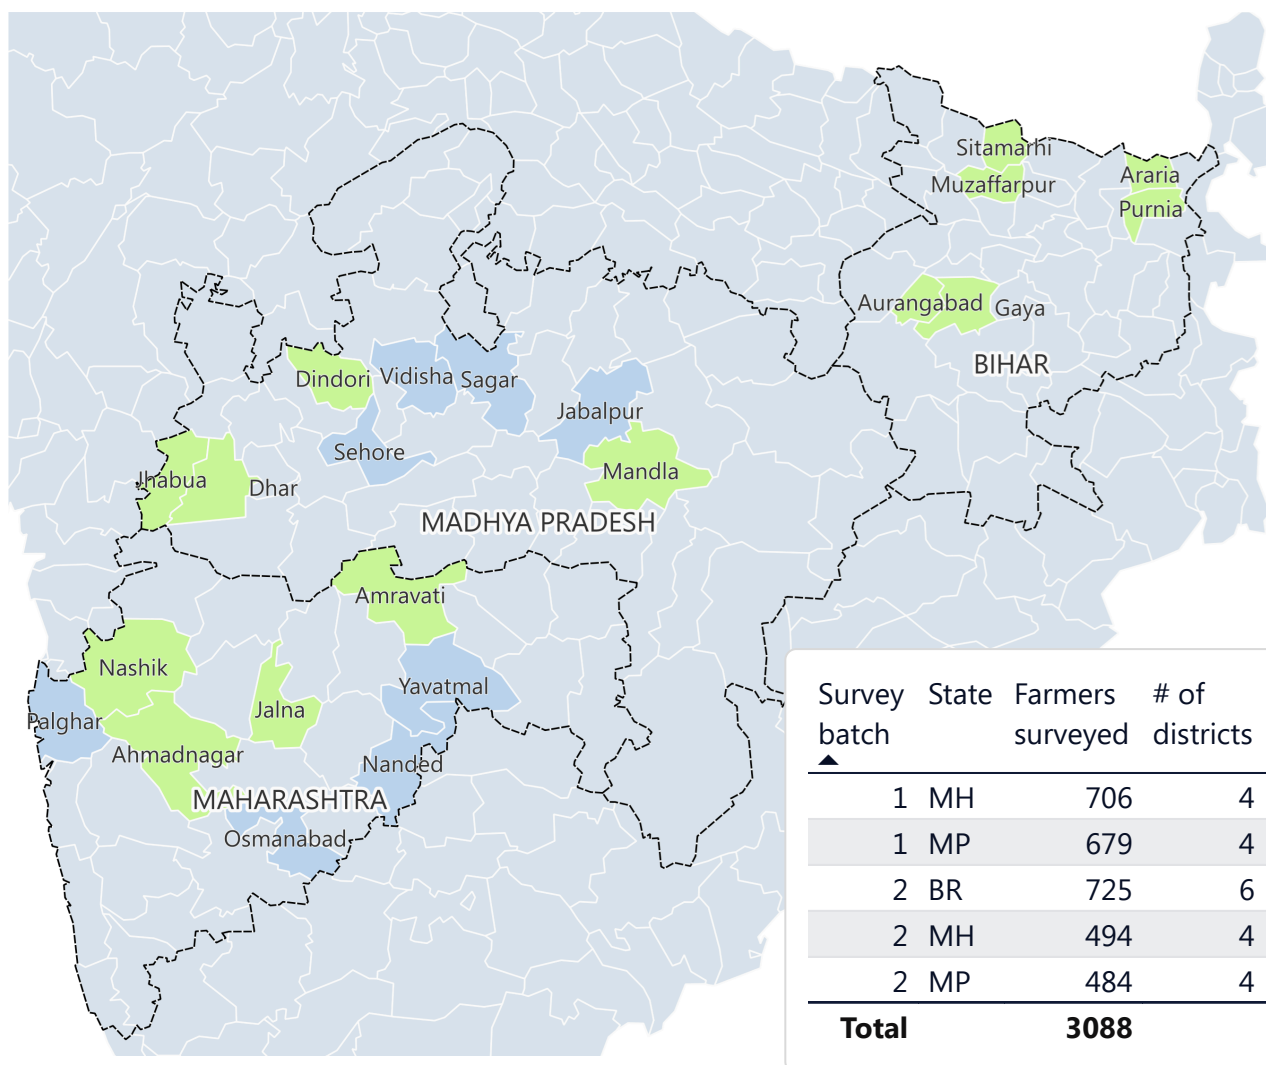 Sitamarhi
Muzaffarpur
Araria
Purnia
Aurangabad
Gaya
BIHAR
Dindori
Vidisha
Sagar
Jabalpur
Sehore
Mandla
Jhabua
Dhar
MADHYA PRADESH
Amravati
Nashik
Yavatmal
Palghar
Jalna
Ahmadnagar
Nanded
MAHARASHTRA
Osmanabad
Survey batch State Farmers surveyed # of districts
1 MH 706 4
1 MP 679 4
2 BR 725 6
2 MH 494 4
2 MP 484 4
Total 3088